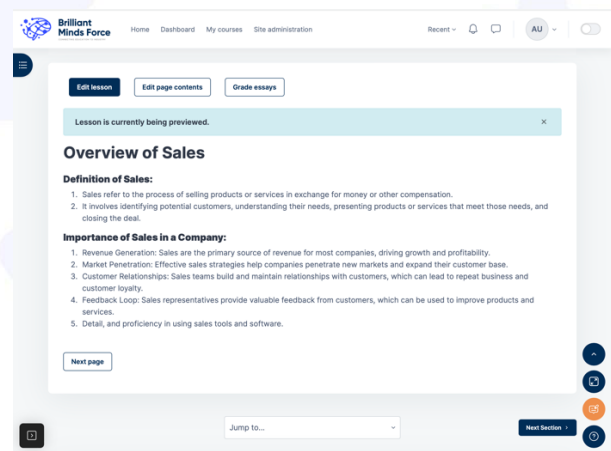 Brilliant
Minds Force
Home Dashboard My courses Site administration
Recent
AU
Edit lesson Edit page contents Grade essays
Lesson is currently being previewed.
Overview of Sales
Definition of Sales:
1. Sales refer to the process of selling products or services in exchange for money or other compensation.
2. It involves identifying potential customers, understanding their needs, presenting products or services that meet those needs, and
closing the deal.
Importance of Sales in a Company:
1. Revenue Generation: Sales are the primary source of revenue for most companies, driving growth and profitability.
2. Market Penetration: Effective sales strategies help companies penetrate new markets and expand their customer base.
3. Customer Relationships: Sales teams build and maintain relationships with customers, which can lead to repeat business and
customer loyalty.
4. Feedback Loop: Sales representatives provide valuable feedback from customers, which can be used to improve products and
services.
5. Detail, and proficiency in using sales tools and software.
Next page
Jump to...
Next Section